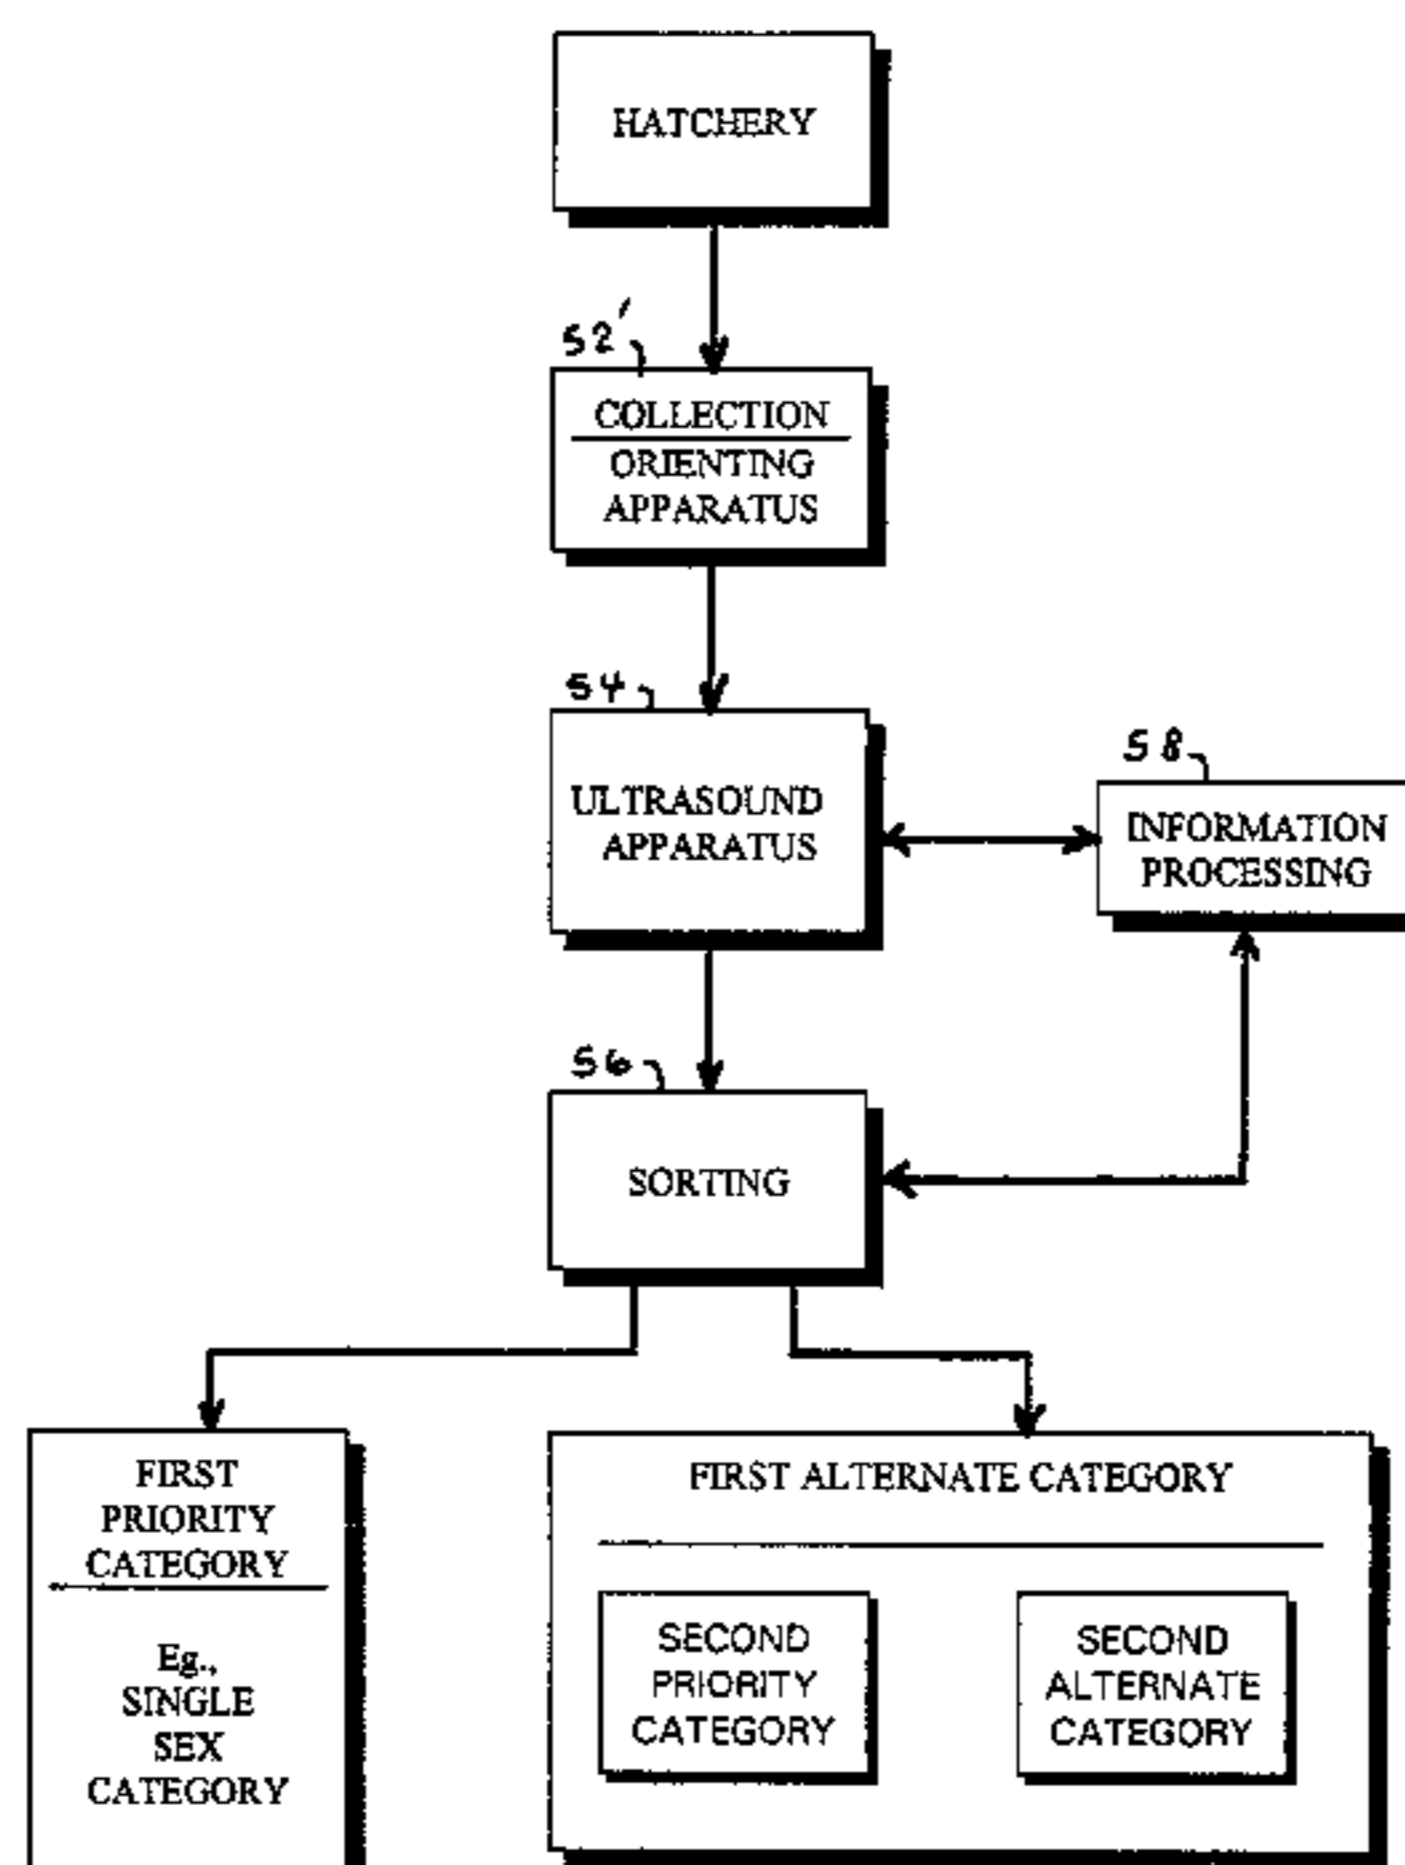 HATCHERY
52'
COLLECTION
ORIENTING
APPARATUS
54
ULTRASOUND
APPARATUS
58
INFORMATION
PROCESSING
56
SORTING
FIRST
PRIORITY
CATEGORY
Eg.,
SINGLE
SEX
CATEGORY
FIRST ALTERNATE CATEGORY
SECOND
PRIORITY
CATEGORY
SECOND
ALTERNATE
CATEGORY